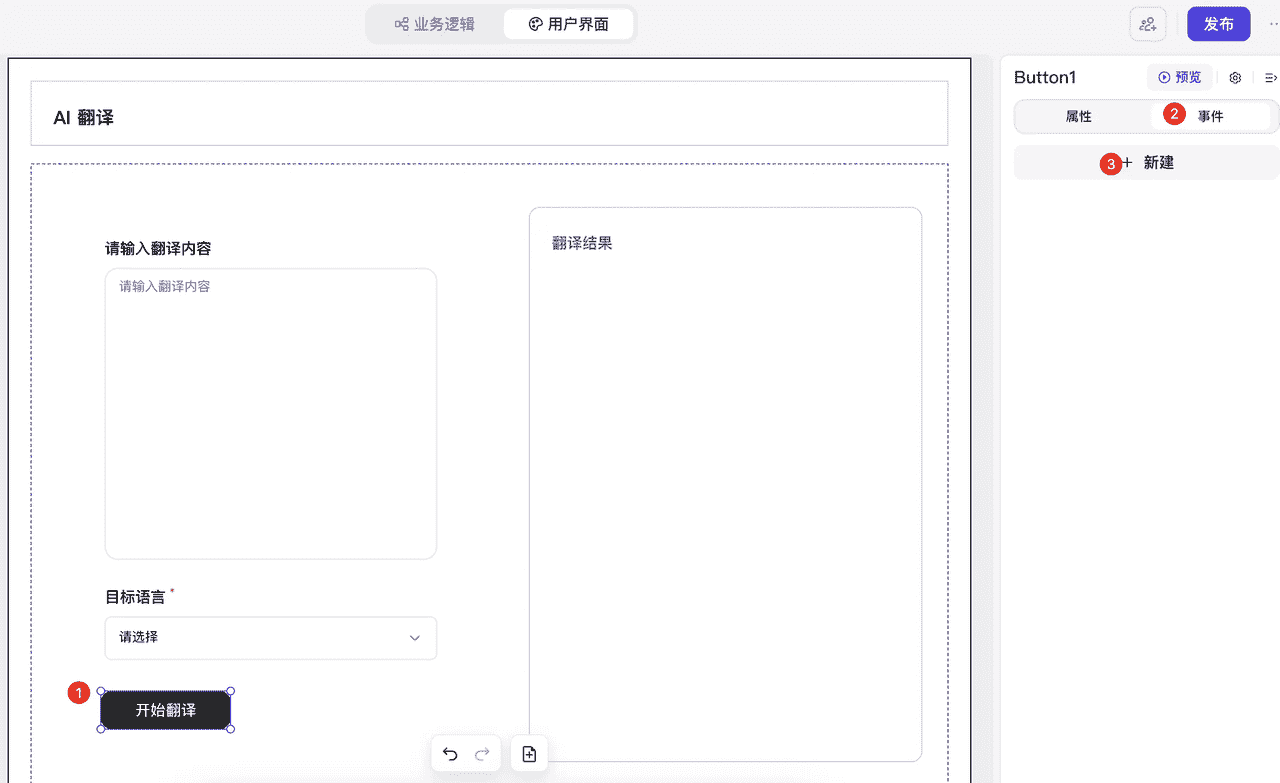 业务逻辑
用户界面
发布
Button1
预览
属性
2
事件
3
新建
AI 翻译
请输入翻译内容
请输入翻译内容
翻译结果
目标语言 *
请选择
1
开始翻译